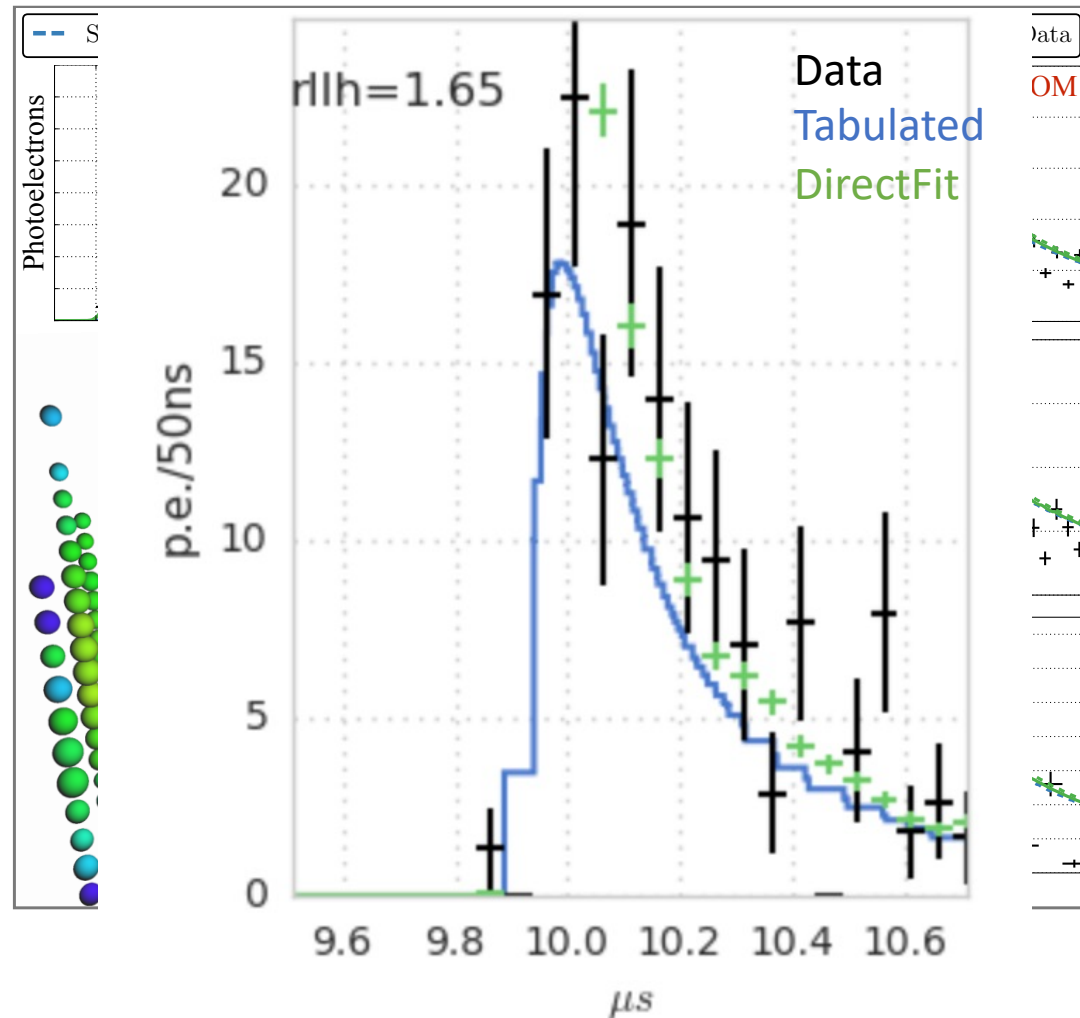 S
Data
OM
Photoelectrons
rllh=1.65
Data
Tabulated
DirectFit
p.e./50ns
20
15
10
5
0
9.6 9.8 10.0 10.2 10.4 10.6
μs